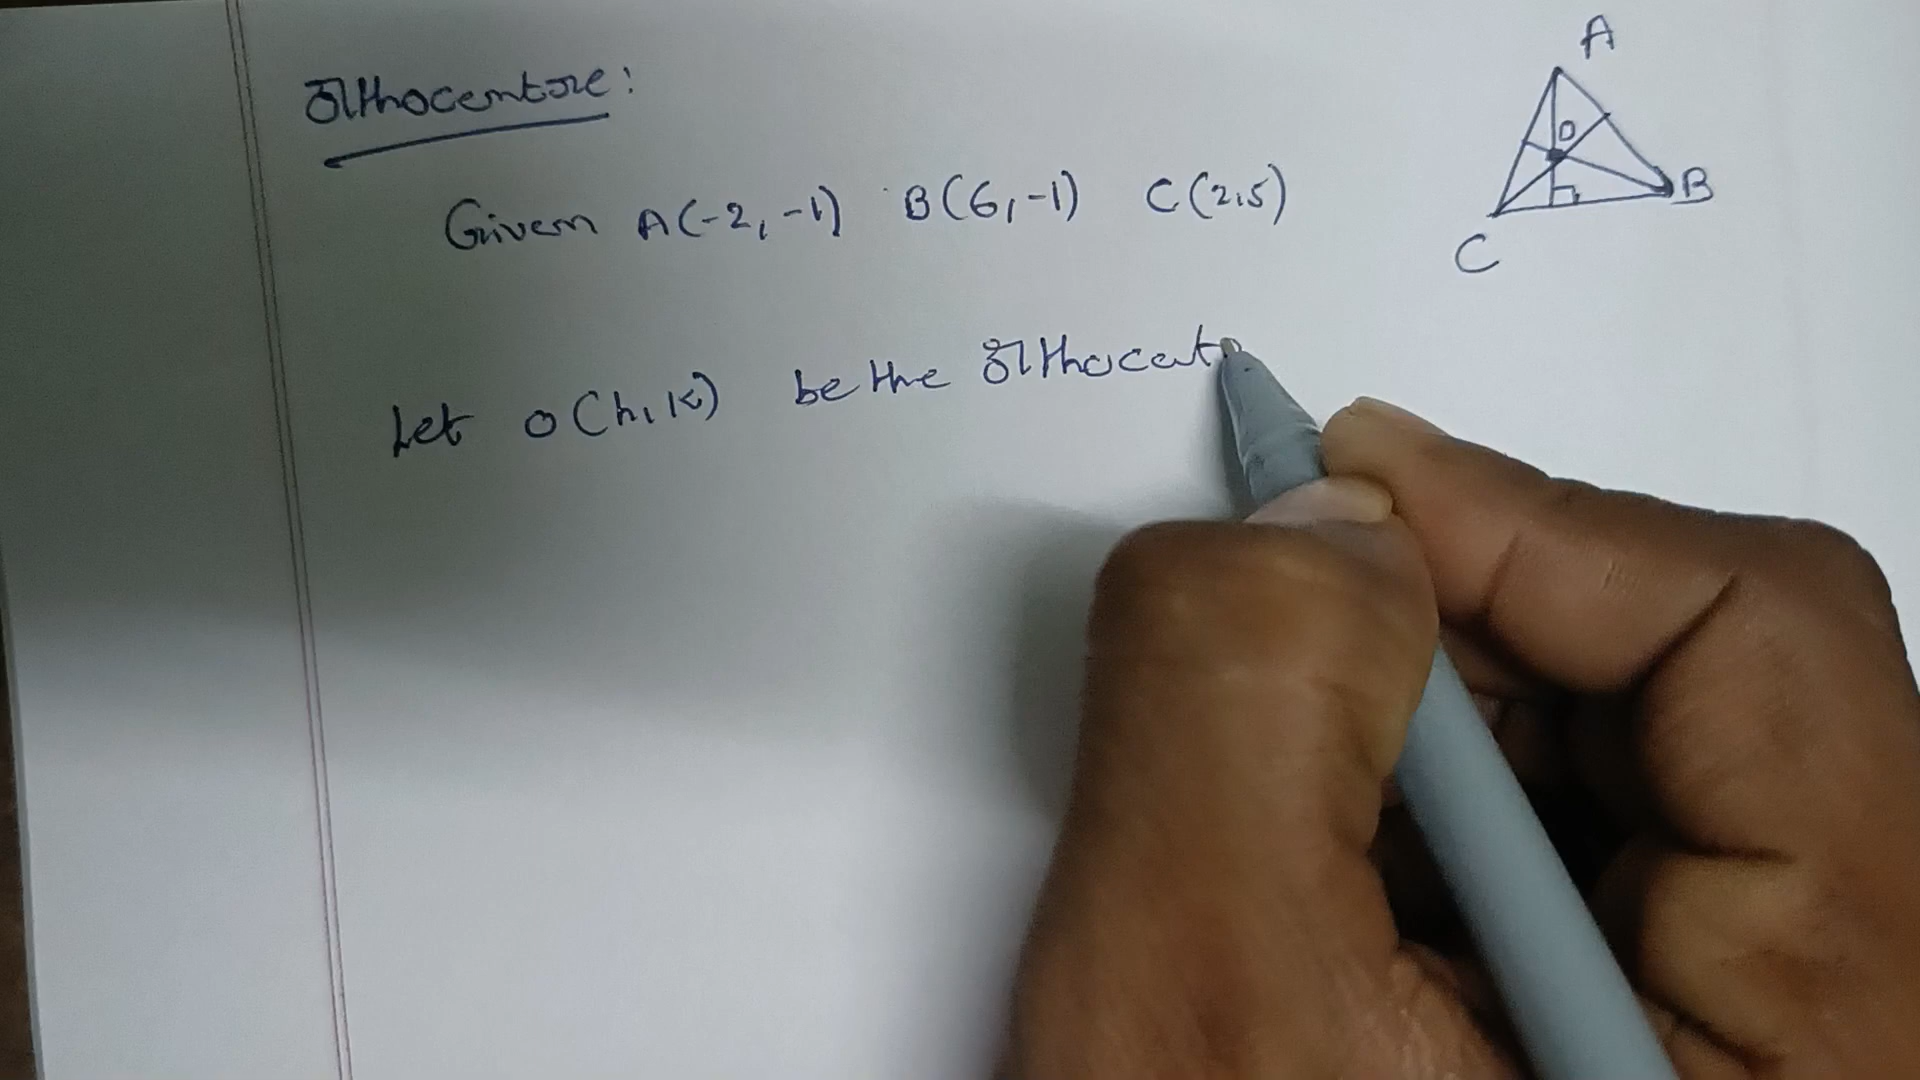 Orthocentre:
Given A(-2,-1) B(6,-1) C(2,5)
Let O(h,k) be the Orthocent
A
O
B
C